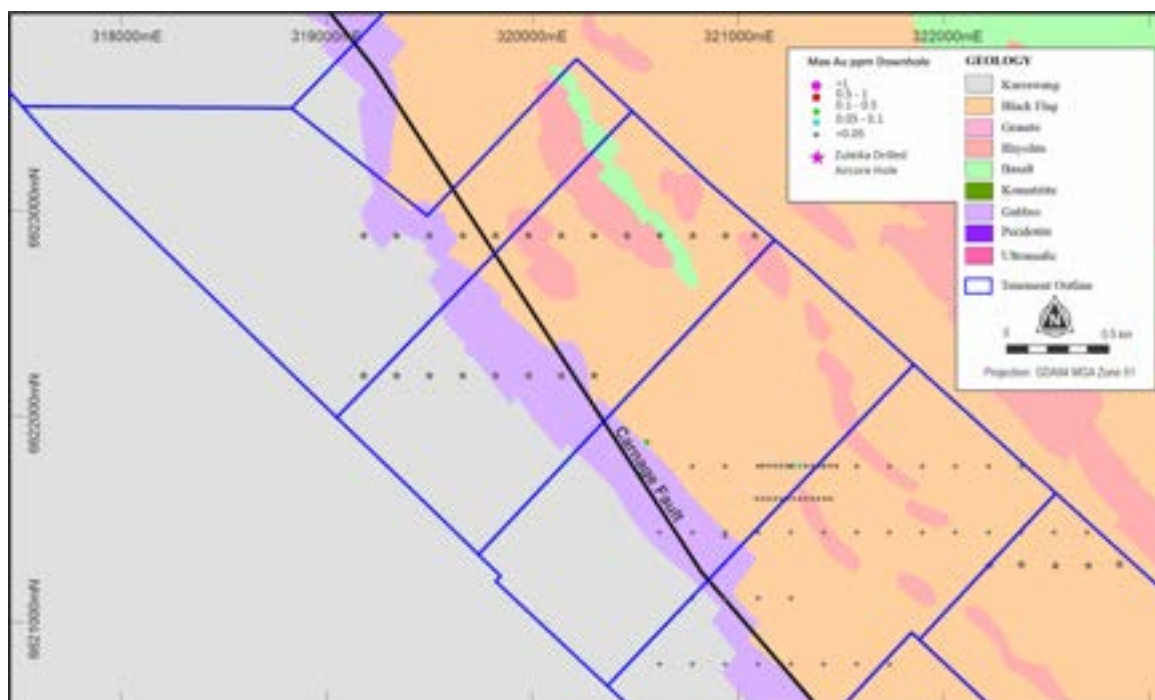 318000mE
319000mE
320000mE
321000mE
322000mE
6623000mN
6622000mN
6621000mN
Carnage Fault
Max Au ppm Downhole
>1
0.5 - 1
0.1 - 0.5
0.05 - 0.1
<0.05
Zuleika Drilled
Aircore Hole
GEOLOGY
Kurrawang
Black Flag
Granite
Rhyolite
Basalt
Komatiite
Gabbro
Peridotite
Ultramafic
Tenement Outline
N
0
0.5 km
Projection: GDA94 MGA Zone 51